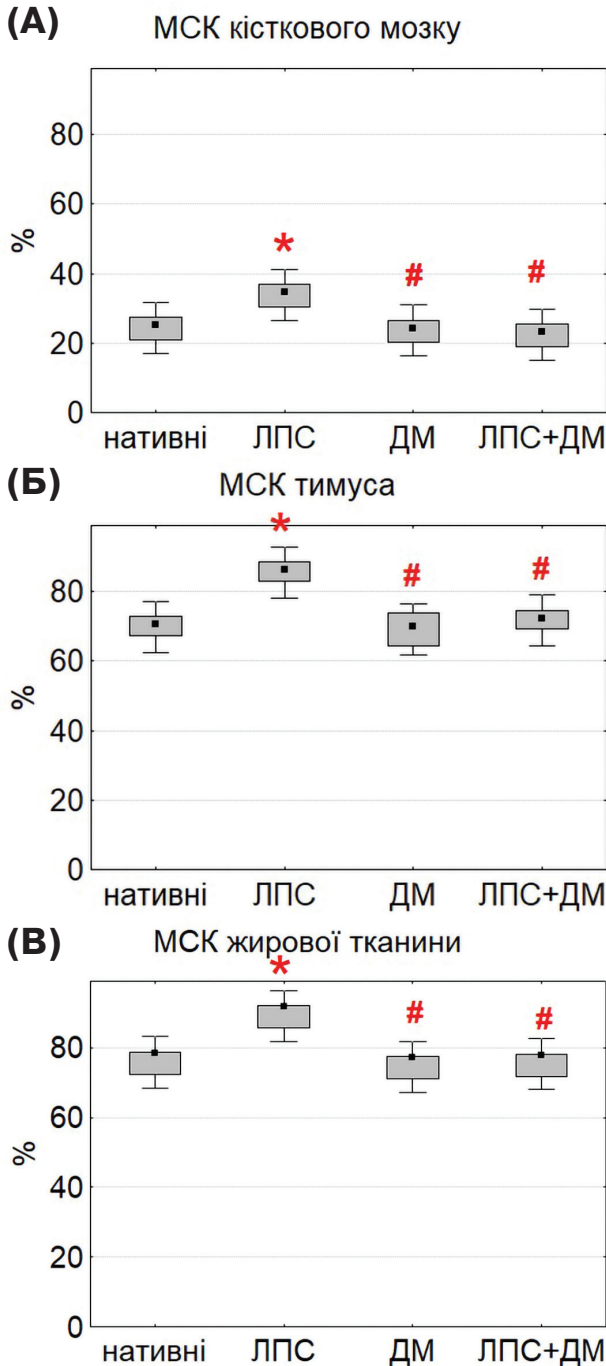 (А) МСК кісткового мозку
80
60
%
40
20
0
* # #
нативні ЛПС ДМ ЛПС+ДМ
(Б) МСК тимуса
80
60
%
40
20
0
* # #
нативні ЛПС ДМ ЛПС+ДМ
(В) МСК жирової тканини
80
60
%
40
20
0
* # #
нативні ЛПС ДМ ЛПС+ДМ